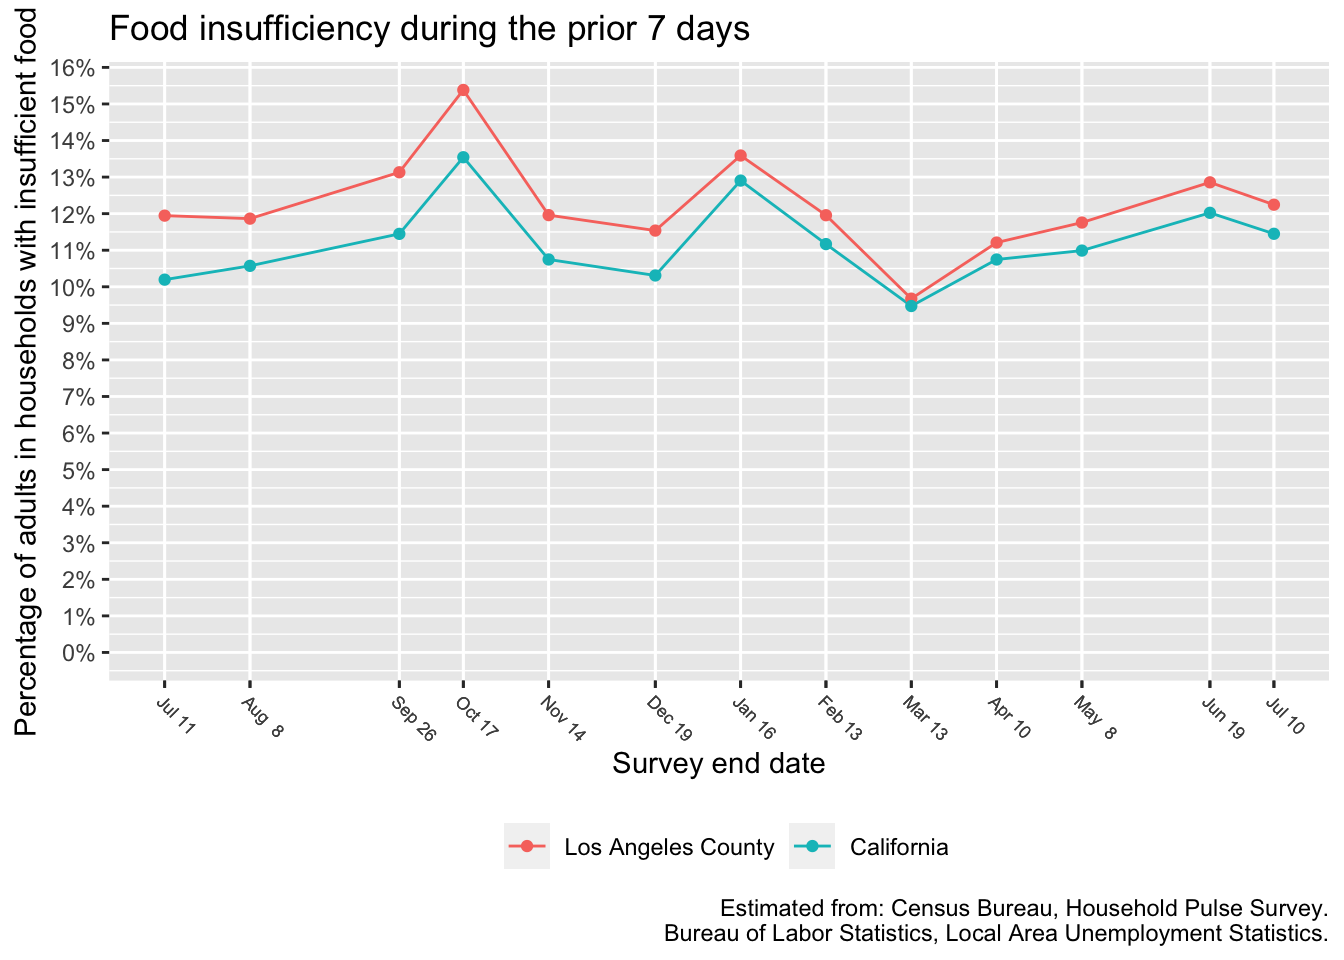 Food insufficiency during the prior 7 days
Percentage of adults in households with insufficient food
16%
15%
14%
13%
12%
11%
10%
9%
8%
7%
6%
5%
4%
3%
2%
1%
0%
Jul 11
Aug 8
Sep 26
Oct 17
Nov 14
Dec 19
Jan 16
Feb 13
Mar 13
Apr 10
May 8
Jun 19
Jul 10
Survey end date
Los Angeles County
California
Estimated from: Census Bureau, Household Pulse Survey.
Bureau of Labor Statistics, Local Area Unemployment Statistics.